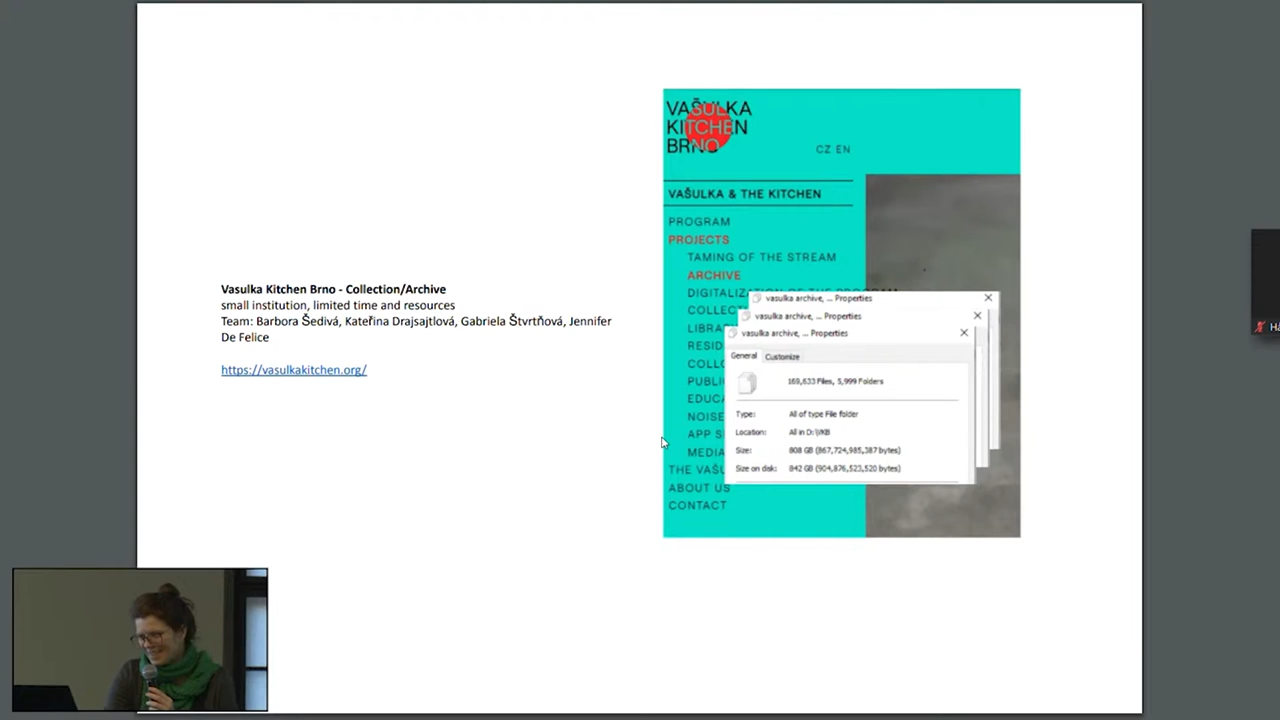 Vasulka Kitchen Brno - Collection/Archive
small institution, limited time and resources
Team: Barbora Šedivá, Kateřina Drajsajtlová, Gabriela Štvrtňová, Jennifer
De Felice
https://vasulkakitchen.org/
VAŠULKA
KITCHEN
BRNO
CZ EN
VAŠULKA & THE KITCHEN
PROGRAM
PROJECTS
TAMING OF THE STREAM
ARCHIVE
DIGITALIZATION OF THE PROGRAM
COLLECT
LIBRA
RESID
COLLO
PUBLI
EDUCA
NOISE
APP S
MEDIA
THE VAŠU
ABOUT US
CONTACT
vasulka archive, ... Properties
vasulka archive, ... Properties
vasulka archive, ... Properties
General Customize
169,633 Files, 5,999 Folders
Type: All of type File folder
Location: All in D:\VKB
Size: 808 GB (867,724,985,387 bytes)
Size on disk: 842 GB (904,876,523,520 bytes)